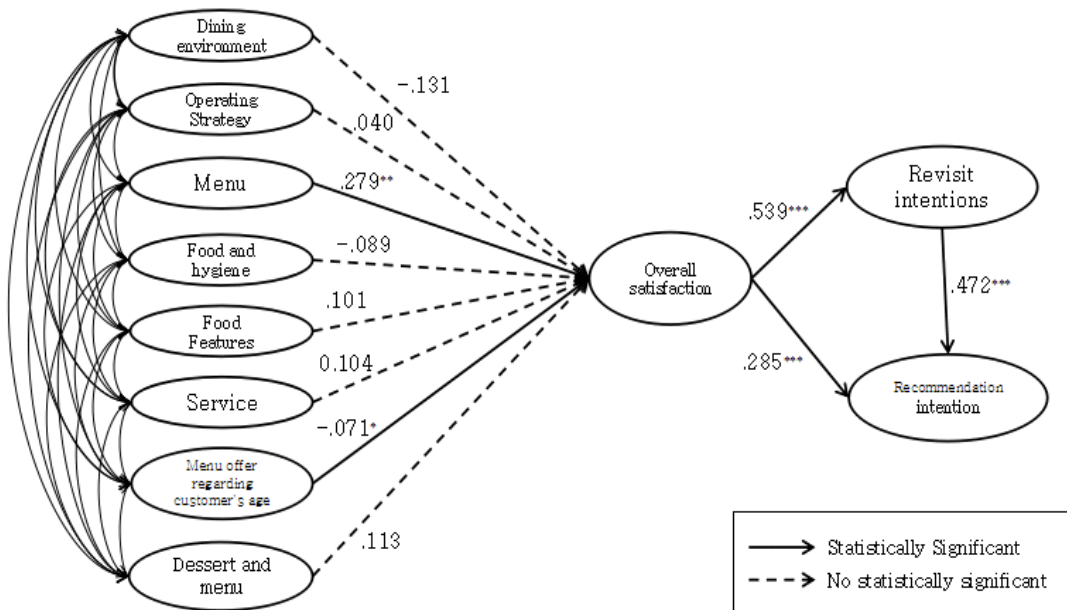 Dining
environment
-.131
Operating
Strategy
.040
Menu
.279**
Food and
hygiene
-.089
Food
Features
.101
Service
0.104
Menu offer
regarding
customer's age
-.071*
Dessert and
menu
.113
Overall
satisfaction
.539***
Revisit
intentions
.472***
.285***
Recommendation
intention
Statistically Significant
No statistically significant